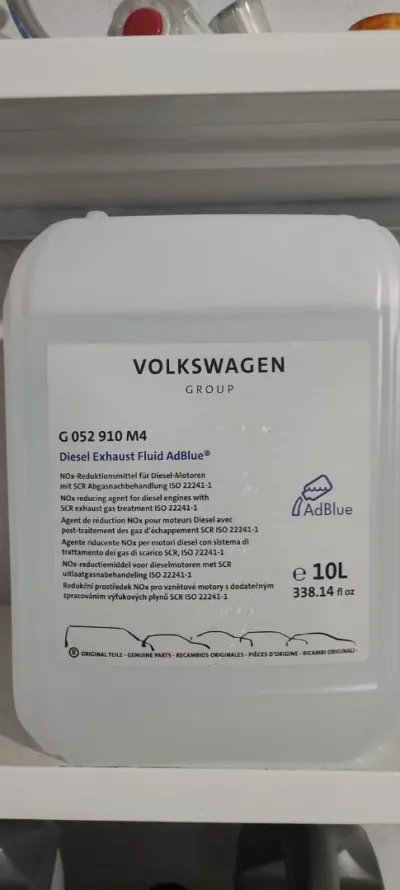 VOLKSWAGEN
GROUP
G 052 910 M4
Diesel Exhaust Fluid AdBlue®
NOx-Reduktionsmittel für Diesel-Motoren
mit SCR Abgasnachbehandlung ISO 22241-1
NOx reducing agent for diesel engines with
SCR exhaust gas treatment ISO 22241-1
Agent de réduction NOx pour moteurs Diesel avec
post-traitement des gaz d'échappement SCR ISO 22241-1
Agente riducente NOx per motori diesel con sistema di
trattamento dei gas di scarico SCR, ISO 22241-1
NOx-reductiemiddel voor dieselmotoren met SCR
uitlaatgasnabehandeling ISO 22241-1
Redukční prostředek NOx pro vznětové motory s dodatečným
zpracováním výfukových plynů SCR ISO 22241-1
AdBlue
℮ 10L
338.14 fl oz
® ORIGINAL TEILE · GENUINE PARTS · RECAMBIOS ORIGINALES · PIÈCES D'ORIGINE · RICAMBI ORIGINALI ·